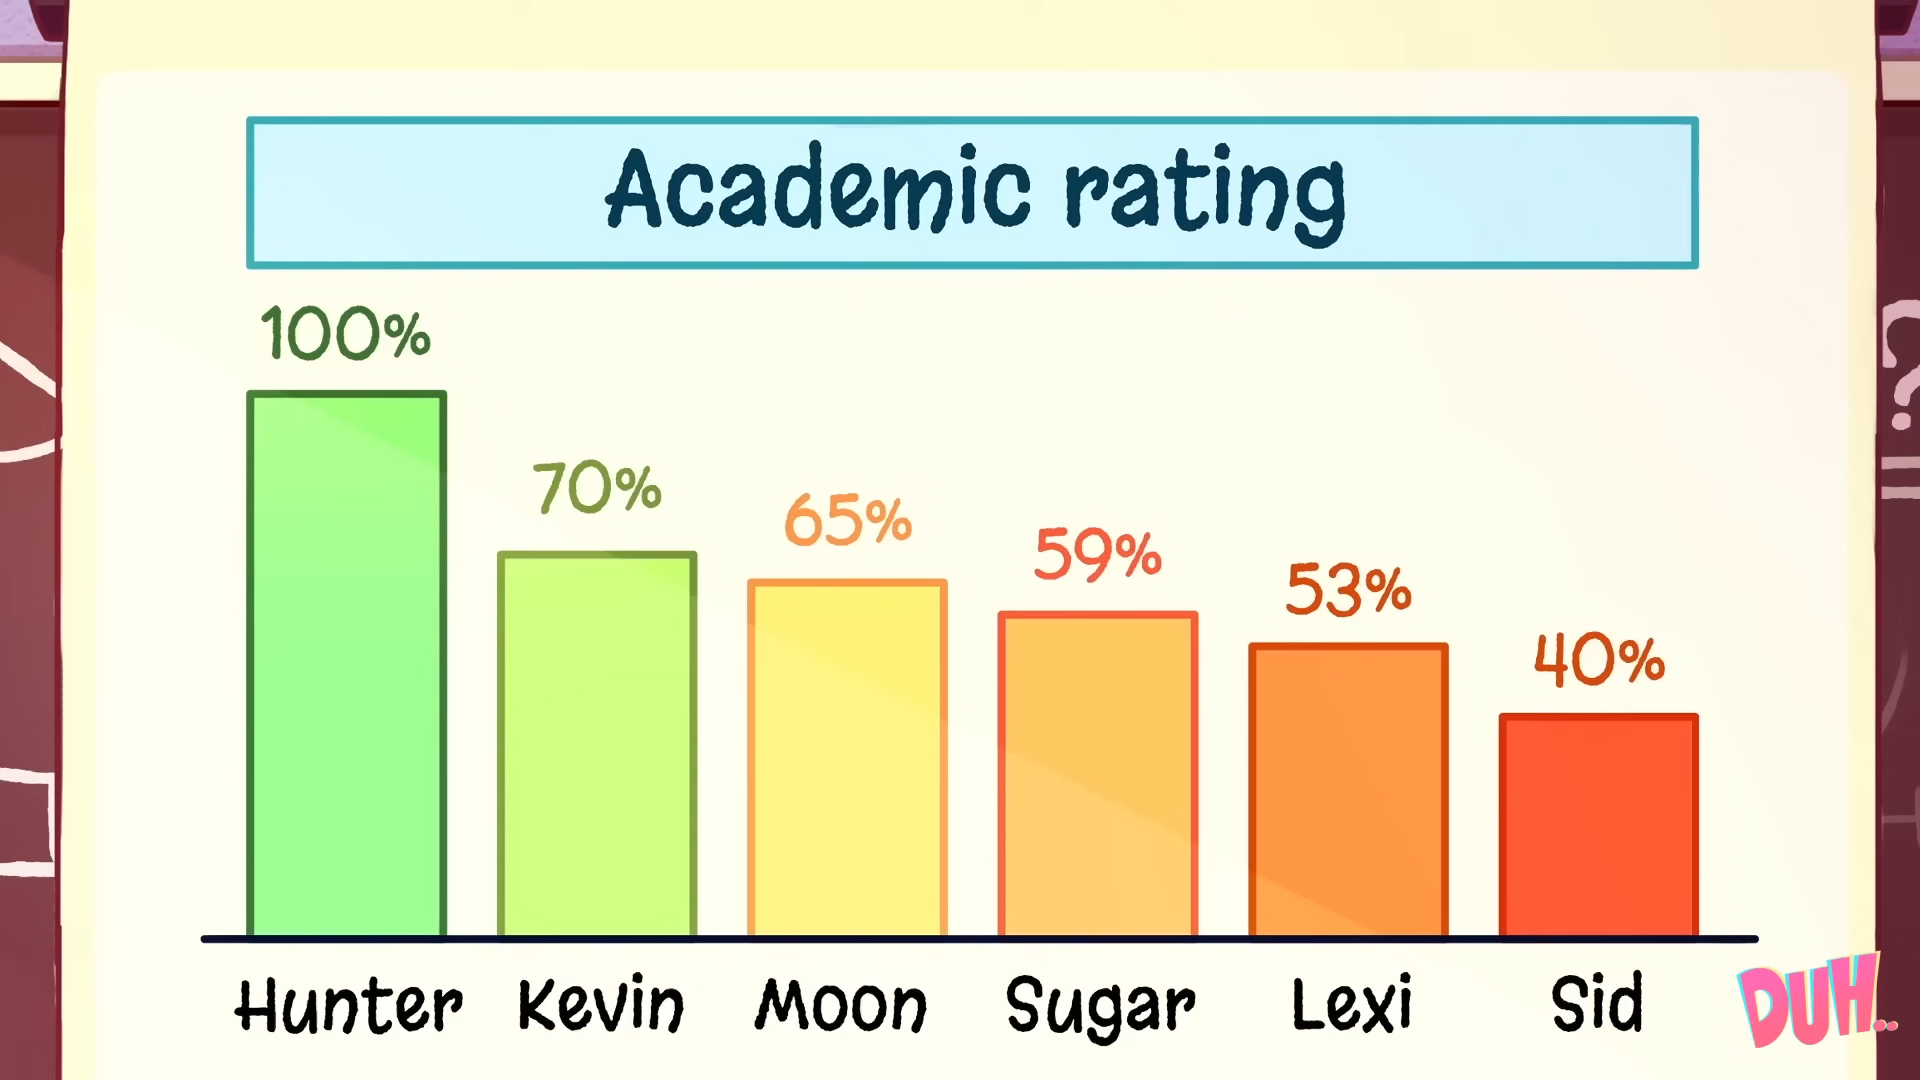 Academic rating
100%
70%
65%
59%
53%
40%
Hunter Kevin Moon Sugar Lexi Sid
DUH..
?